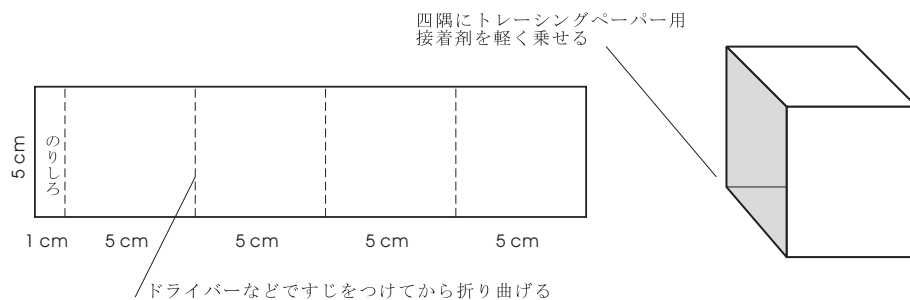 四隅にトレーシングペーパー用
接着剤を軽く乗せる
5 cm
のりしろ
1 cm
5 cm
5 cm
5 cm
5 cm
ドライバーなどですじをつけてから折り曲げる